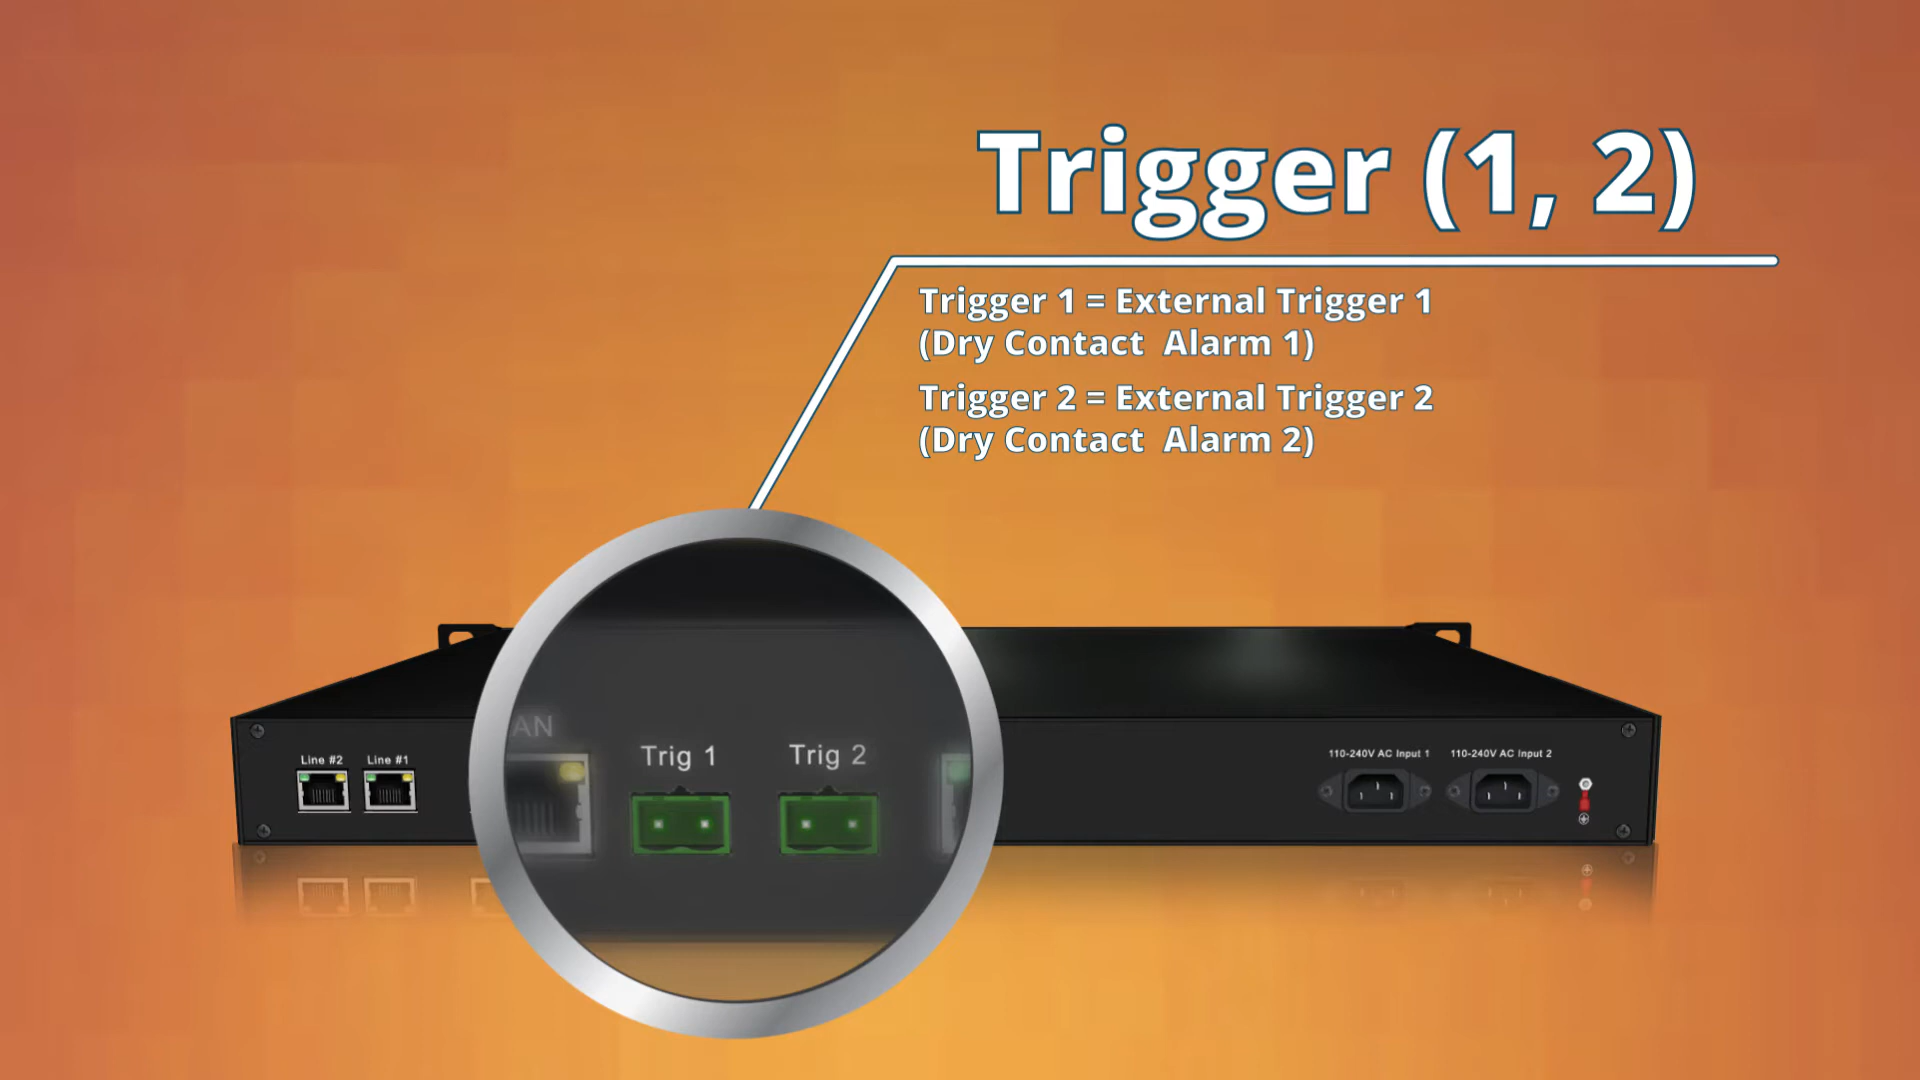 Trigger (1, 2)
Trigger 1 = External Trigger 1
(Dry Contact Alarm 1)
Trigger 2 = External Trigger 2
(Dry Contact Alarm 2)
AN
Trig 1
Trig 2
Line #2
Line #1
110-240V AC Input 1
110-240V AC Input 2